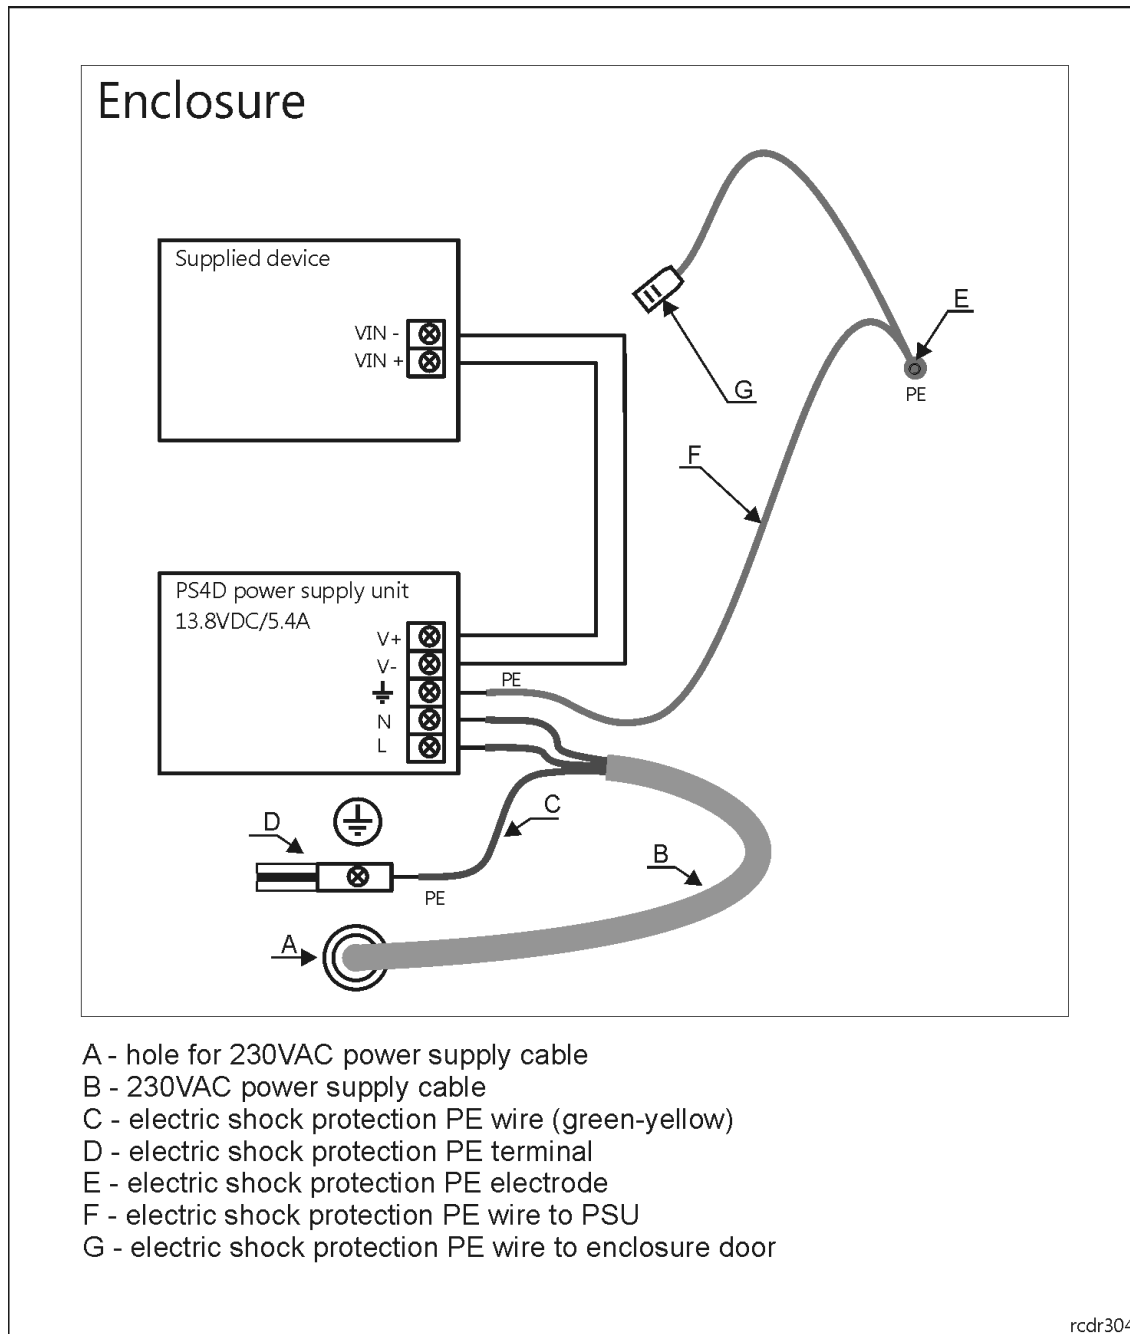 Enclosure
Supplied device
VIN -
VIN +
E
PE
G
F
PS4D power supply unit
13.8VDC/5.4A
V+
V-
PE
N
L
C
D
B
PE
A
A - hole for 230VAC power supply cable
B - 230VAC power supply cable
C - electric shock protection PE wire (green-yellow)
D - electric shock protection PE terminal
E - electric shock protection PE electrode
F - electric shock protection PE wire to PSU
G - electric shock protection PE wire to enclosure door
rcdr304